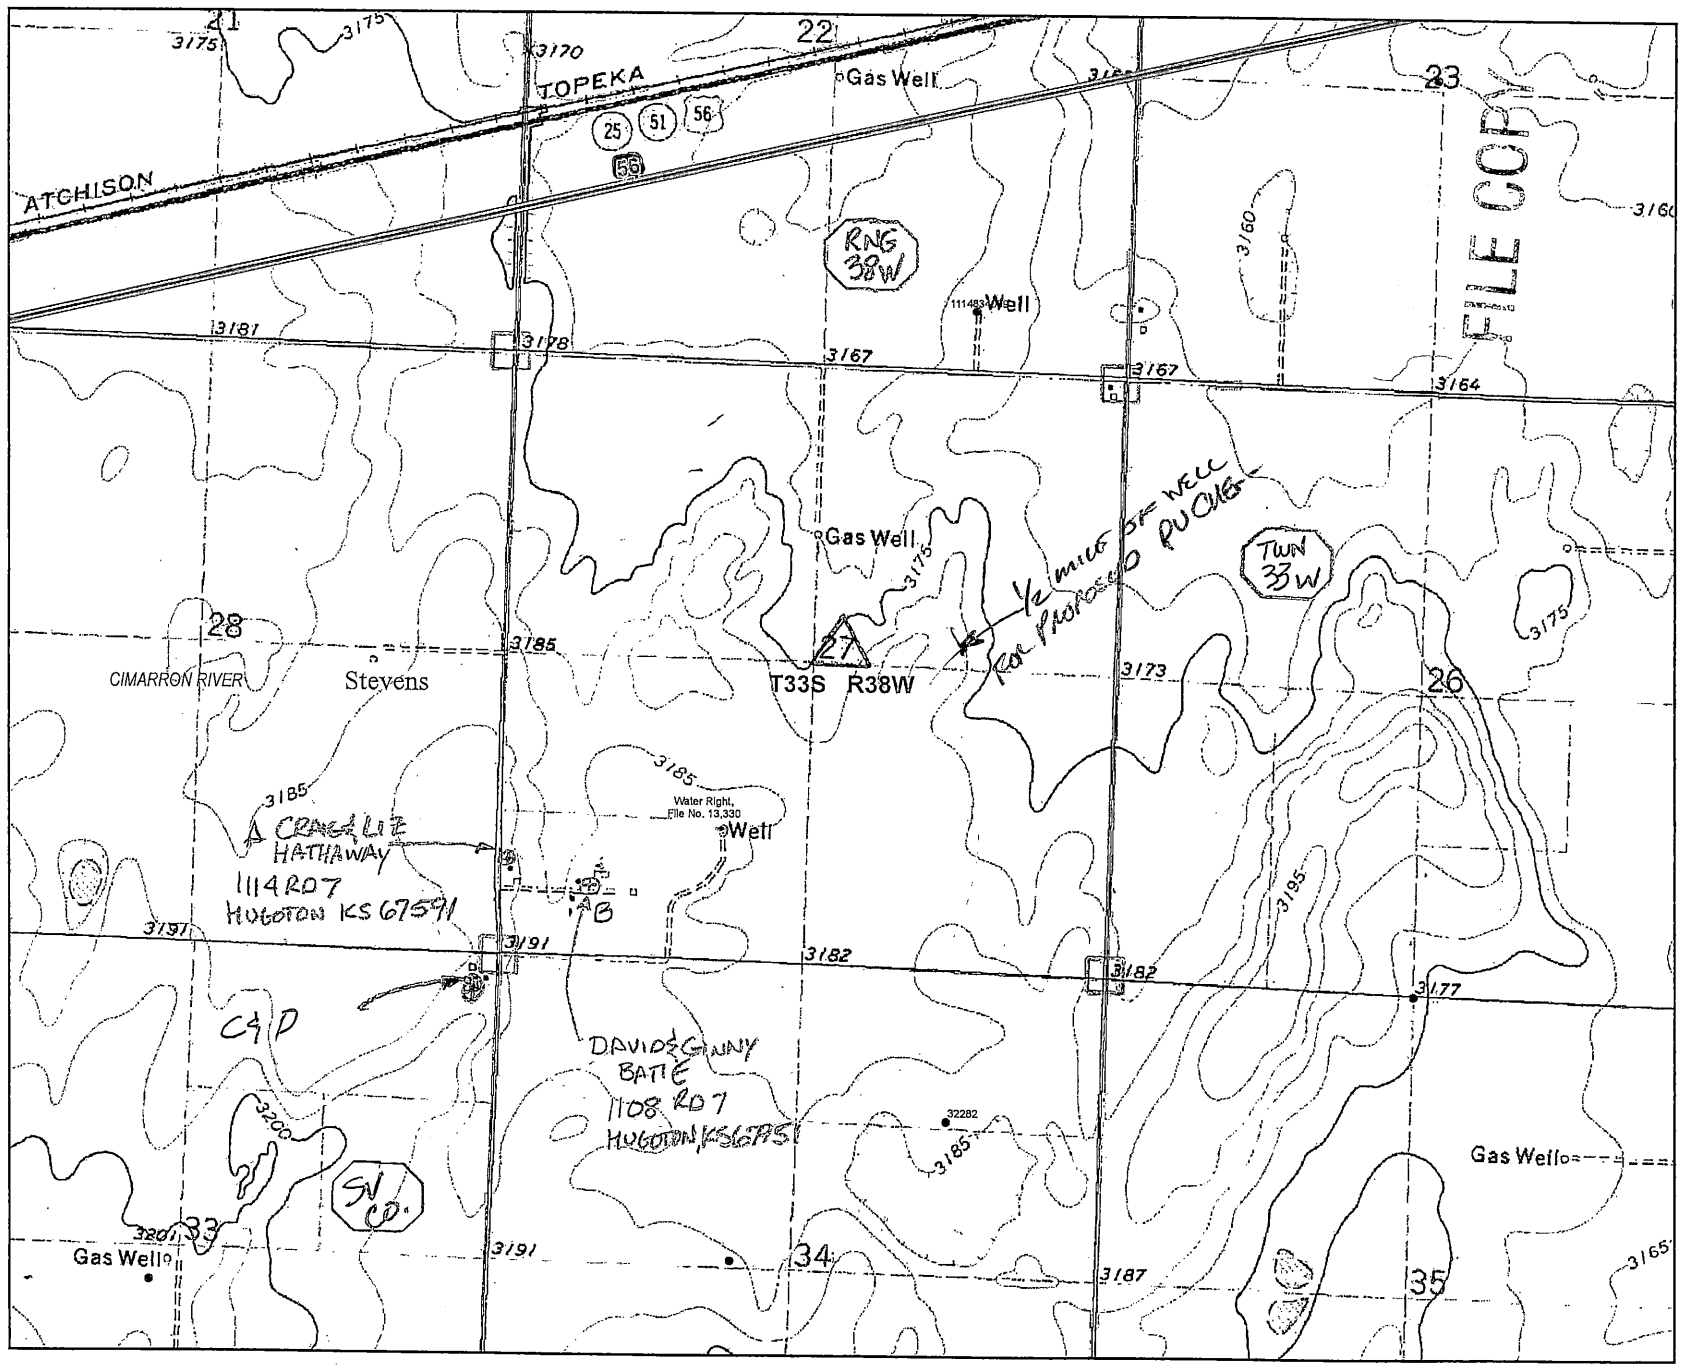 21
3175
3175
3170
22
Gas Well
23
TOPEKA
25
51
56
56
ATCHISON
FILE COPY
3160
3160
RNG
38W
Well
3181
3178
3167
3167
3164
1/2 MILE OF WELL
FOR PROPOSED
Gas Well
3175
TWN
33W
3175
28
3185
27
3173
26
CIMARRON RIVER
Stevens
T33S R38W
3185
3185
Water Right,
File No. 13,330
Well
A CRAIG & LIZ
HATHAWAY
1114 RD 7
HUGOTON KS 67591
3195
B
3191
3191
3182
3182
3177
C & D
DAVID & GINNY
BATIE
1108 RD 7
HUGOTON, KS
3200
32282
3185
Gas Well
SV
CO.
3201
33
Gas Well
3191
34
3187
35
3165